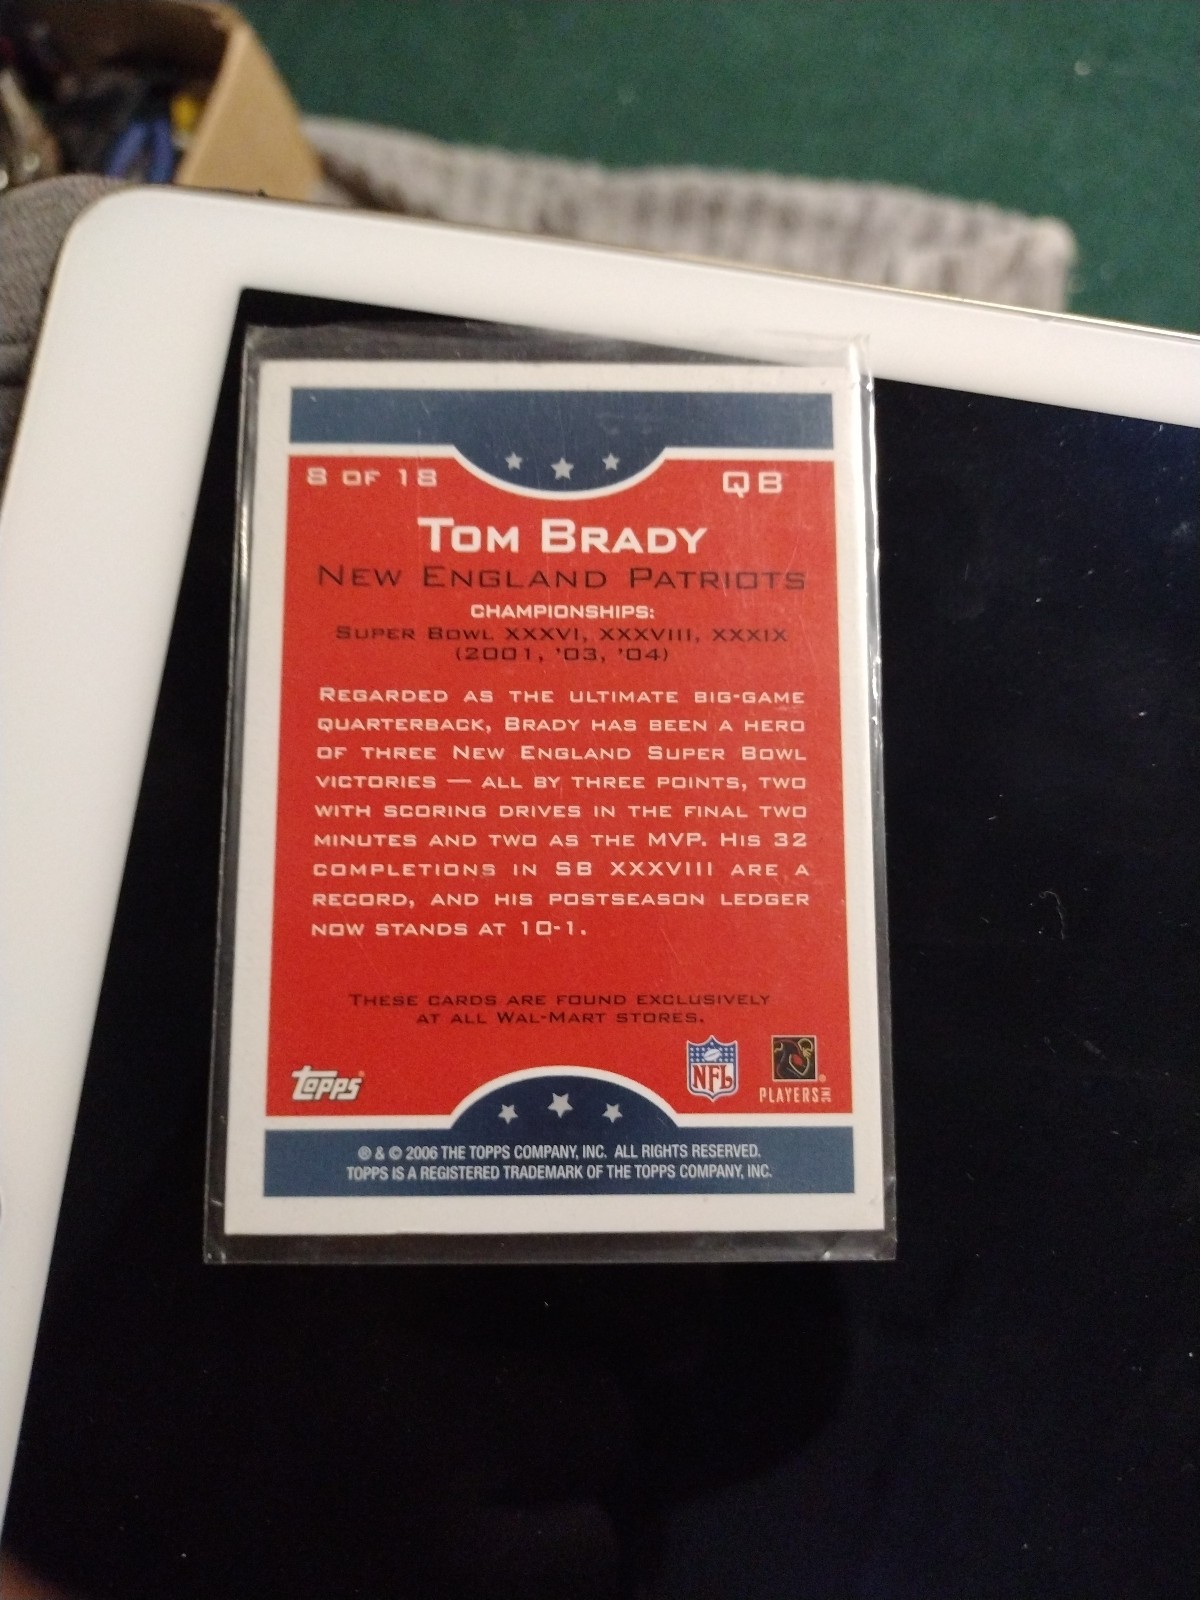 8 OF 18
QB
TOM BRADY
NEW ENGLAND PATRIOTS
CHAMPIONSHIPS:
SUPER BOWL XXXVI, XXXVIII, XXXIX
(2001, '03, '04)
REGARDED AS THE ULTIMATE BIG-GAME
QUARTERBACK, BRADY HAS BEEN A HERO
OF THREE NEW ENGLAND SUPER BOWL
VICTORIES — ALL BY THREE POINTS, TWO
WITH SCORING DRIVES IN THE FINAL TWO
MINUTES AND TWO AS THE MVP. HIS 32
COMPLETIONS IN SB XXXVIII ARE A
RECORD, AND HIS POSTSEASON LEDGER
NOW STANDS AT 10-1.
THESE CARDS ARE FOUND EXCLUSIVELY
AT ALL WAL-MART STORES.
Topps
NFL
PLAYERS INC
® & © 2006 THE TOPPS COMPANY, INC. ALL RIGHTS RESERVED.
TOPPS IS A REGISTERED TRADEMARK OF THE TOPPS COMPANY, INC.